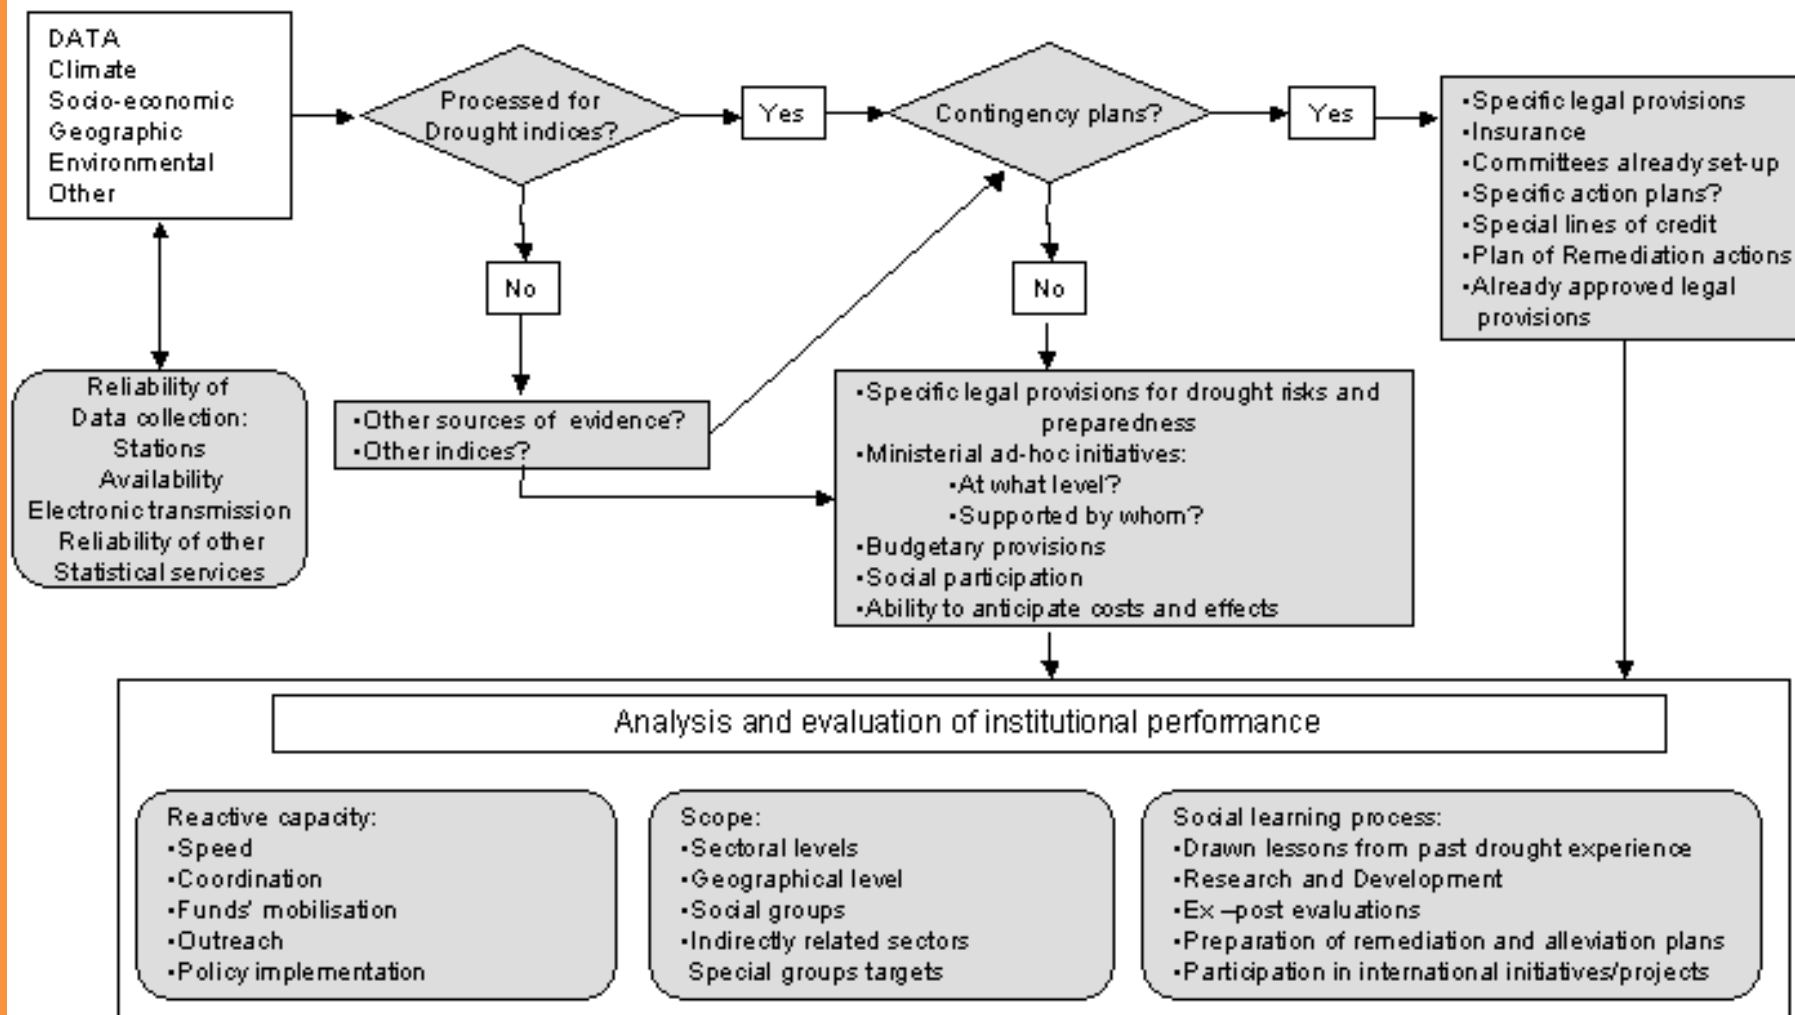 DATA
Climate
Socio-economic
Geographic
Environmental
Other
Processed for
Drought indices?
Yes
Contingency plans?
Yes
•Specific legal provisions
•Insurance
•Committees already set-up
•Specific action plans?
•Special lines of credit
•Plan of Remediation actions
•Already approved legal
provisions
No
No
Reliability of
Data collection:
Stations
Availability
Electronic transmission
Reliability of other
Statistical services
•Other sources of evidence?
•Other indices?
•Specific legal provisions for drought risks and
preparedness
•Ministerial ad-hoc initiatives:
•At what level?
•Supported by whom?
•Budgetary provisions
•Social participation
•Ability to anticipate costs and effects
Analysis and evaluation of institutional performance
Reactive capacity:
•Speed
•Coordination
•Funds' mobilisation
•Outreach
•Policy implementation
Scope:
•Sectoral levels
•Geographical level
•Social groups
•Indirectly related sectors
Special groups targets
Social learning process:
•Drawn lessons from past drought experience
•Research and Development
•Ex –post evaluations
•Preparation of remediation and alleviation plans
•Participation in international initiatives/projects